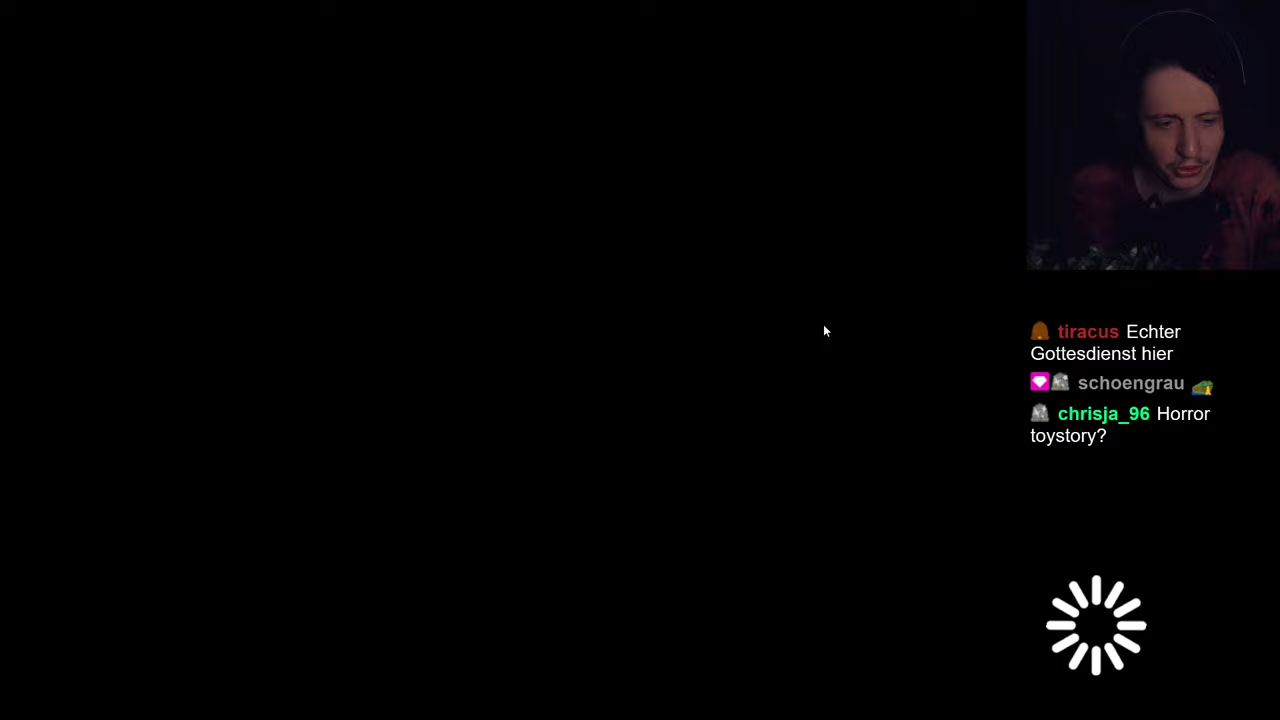 tiracus Echter
Gottesdienst hier
schoengrau
chrisja_96 Horror
toystory?